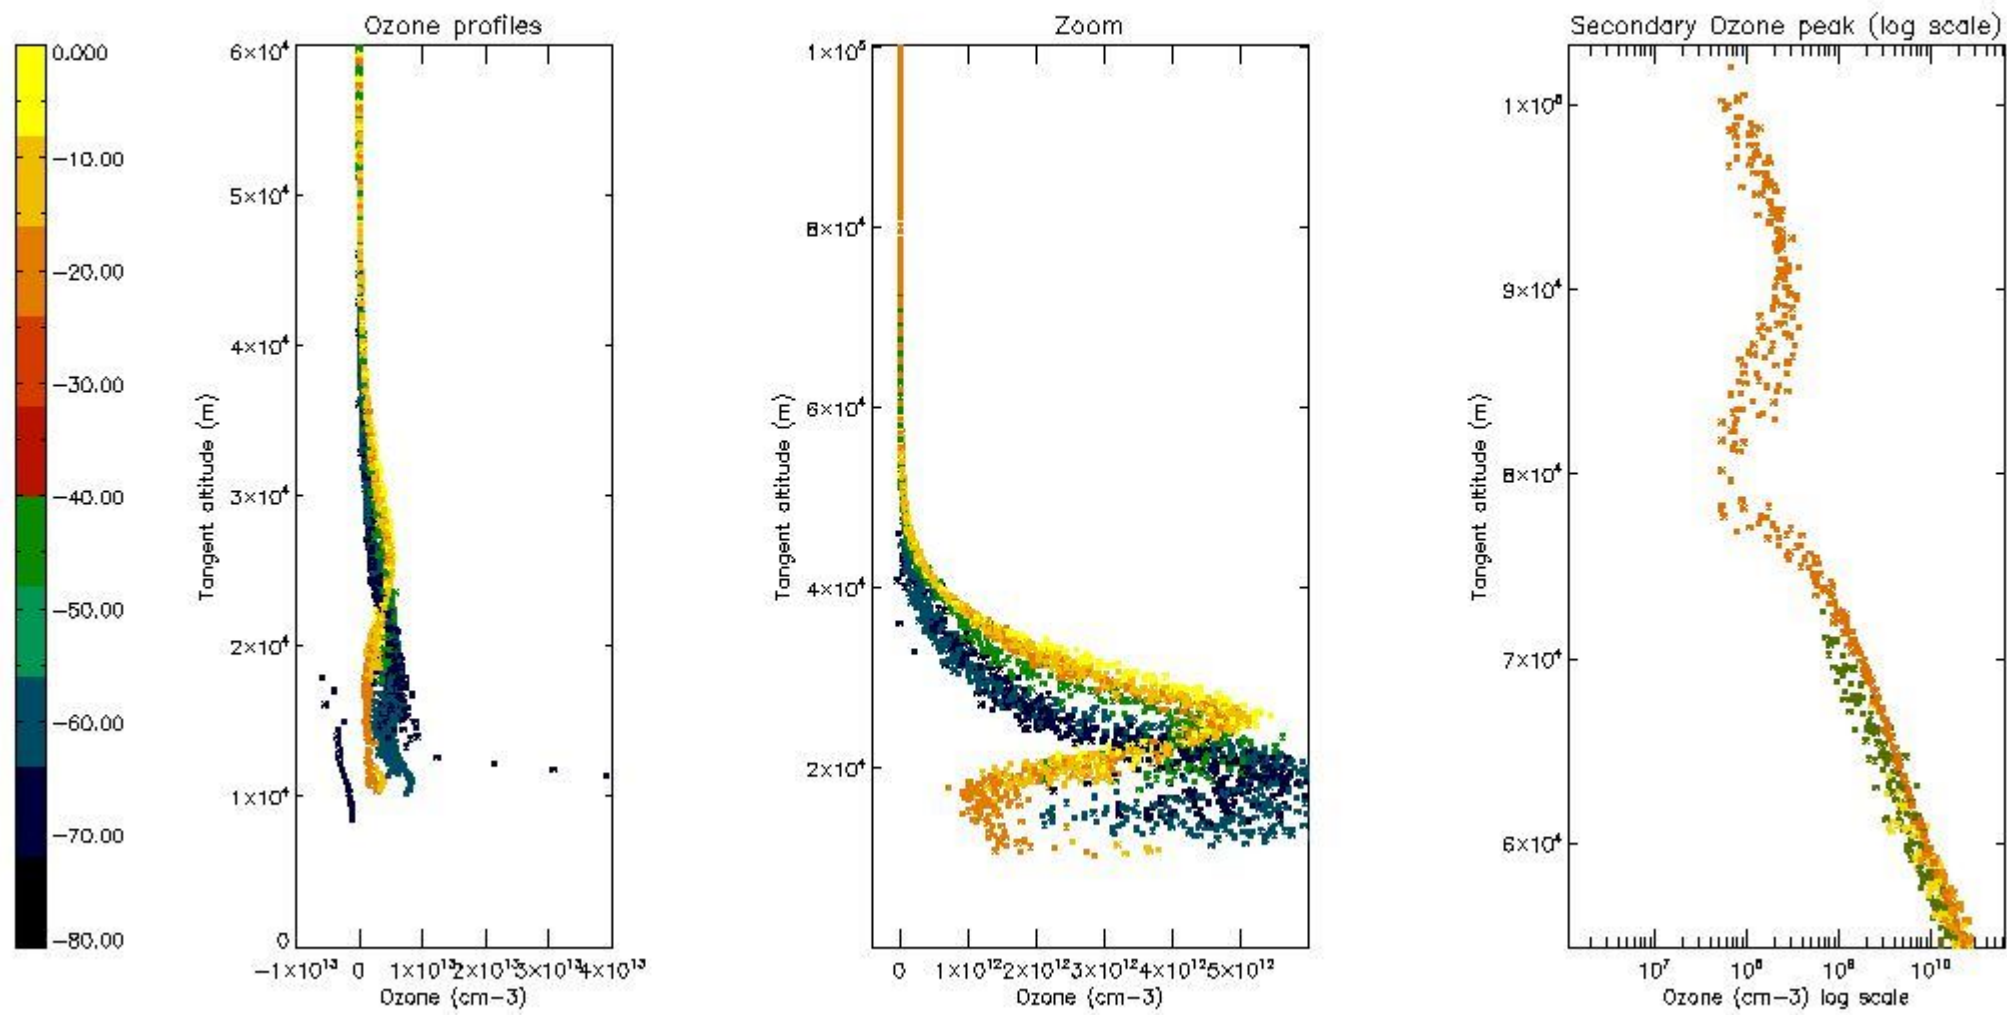 Ozone profiles
Zoom
Secondary Ozone peak (log scale)
0.000
−10.00
−20.00
−30.00
−40.00
−50.00
−60.00
−70.00
−80.00
Tangent altitude (m)
6×10⁴
5×10⁴
4×10⁴
3×10⁴
2×10⁴
1×10⁴
0
−1×10¹³ 0 1×10¹³ 2×10¹³ 3×10¹³ 4×10¹³
Ozone (cm−3)
Tangent altitude (m)
1×10⁵
8×10⁴
6×10⁴
4×10⁴
2×10⁴
0 1×10¹² 2×10¹² 3×10¹² 4×10¹² 5×10¹²
Ozone (cm−3)
Tangent altitude (m)
1×10⁵
9×10⁴
8×10⁴
7×10⁴
6×10⁴
10⁷ 10⁸ 10⁹ 10¹⁰
Ozone (cm−3) log scale